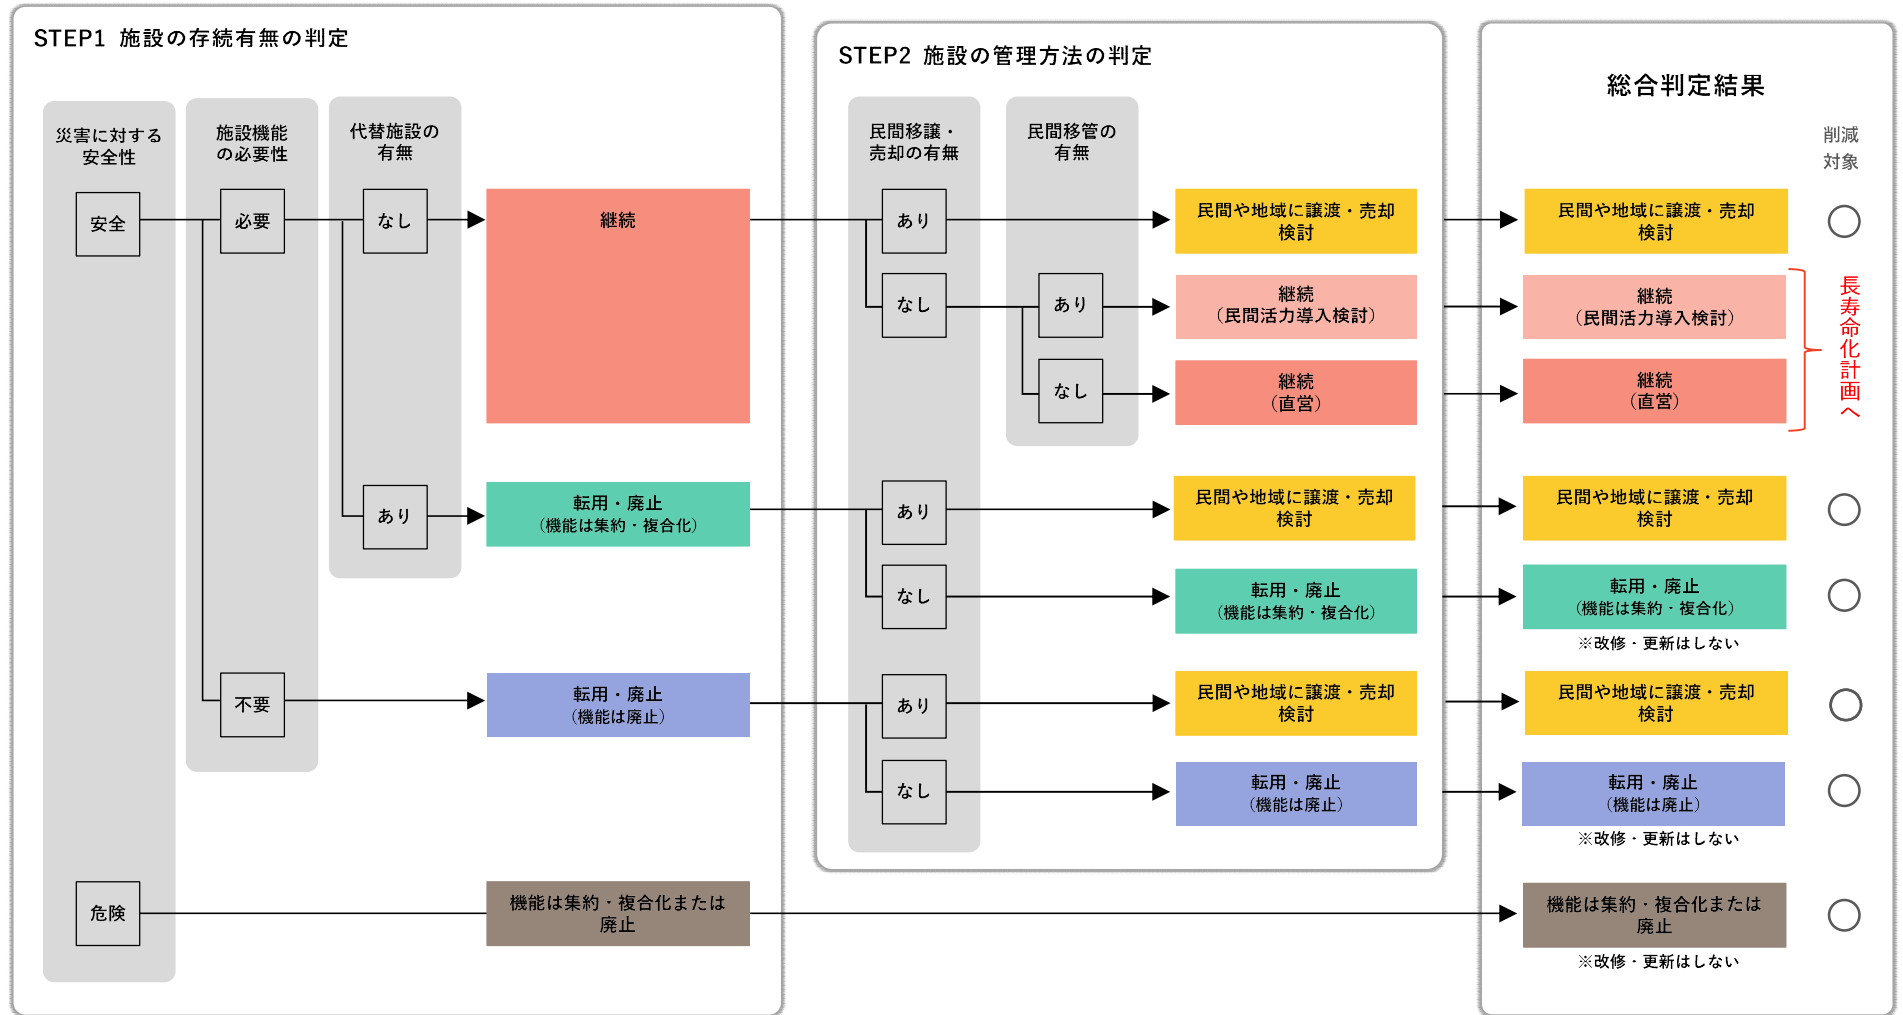 STEP1 施設の存続有無の判定
災害に対する
安全性
施設機能
の必要性
代替施設の
有無
安全
必要
なし
継続
あり
転用・廃止
（機能は集約・複合化）
不要
転用・廃止
（機能は廃止）
危険
機能は集約・複合化または
廃止
STEP2 施設の管理方法の判定
民間移譲・
売却の有無
民間移管の
有無
あり
民間や地域に譲渡・売却
検討
なし
あり
継続
（民間活力導入検討）
なし
継続
（直営）
あり
民間や地域に譲渡・売却
検討
なし
転用・廃止
（機能は集約・複合化）
あり
民間や地域に譲渡・売却
検討
なし
転用・廃止
（機能は廃止）
総合判定結果
削減
対象
民間や地域に譲渡・売却
検討
継続
（民間活力導入検討）
継続
（直営）
長寿命化計画へ
民間や地域に譲渡・売却
検討
転用・廃止
（機能は集約・複合化）
※改修・更新はしない
民間や地域に譲渡・売却
検討
転用・廃止
（機能は廃止）
※改修・更新はしない
機能は集約・複合化または
廃止
※改修・更新はしない